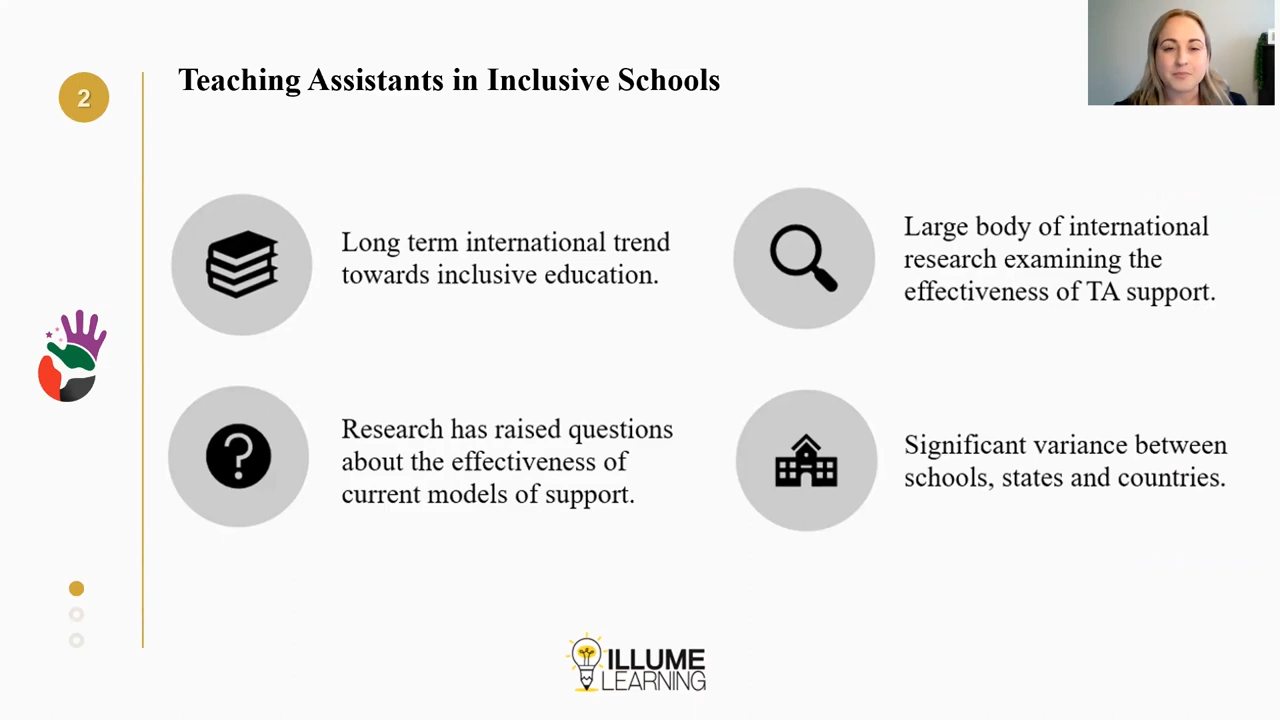 2
Teaching Assistants in Inclusive Schools
Long term international trend
towards inclusive education.
Large body of international
research examining the
effectiveness of TA support.
Research has raised questions
about the effectiveness of
current models of support.
Significant variance between
schools, states and countries.
ILLUME
LEARNING